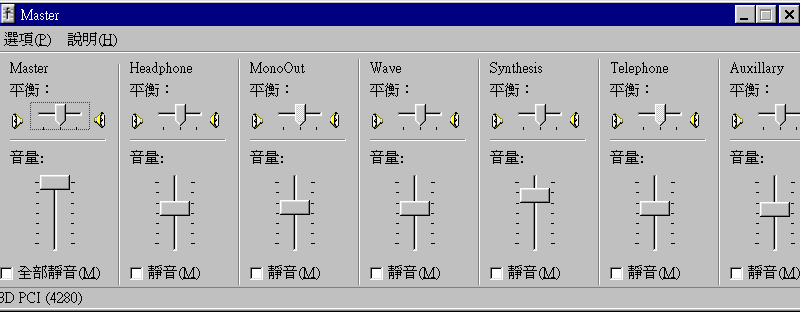 Master
選項(P) 說明(H)
Master Headphone MonoOut Wave Synthesis Telephone Auxillary
平衡： 平衡： 平衡： 平衡： 平衡： 平衡： 平衡：
音量: 音量: 音量: 音量: 音量: 音量: 音量:
全部靜音(M) 靜音(M) 靜音(M) 靜音(M) 靜音(M) 靜音(M) 靜音(M)
3D PCI (4280)